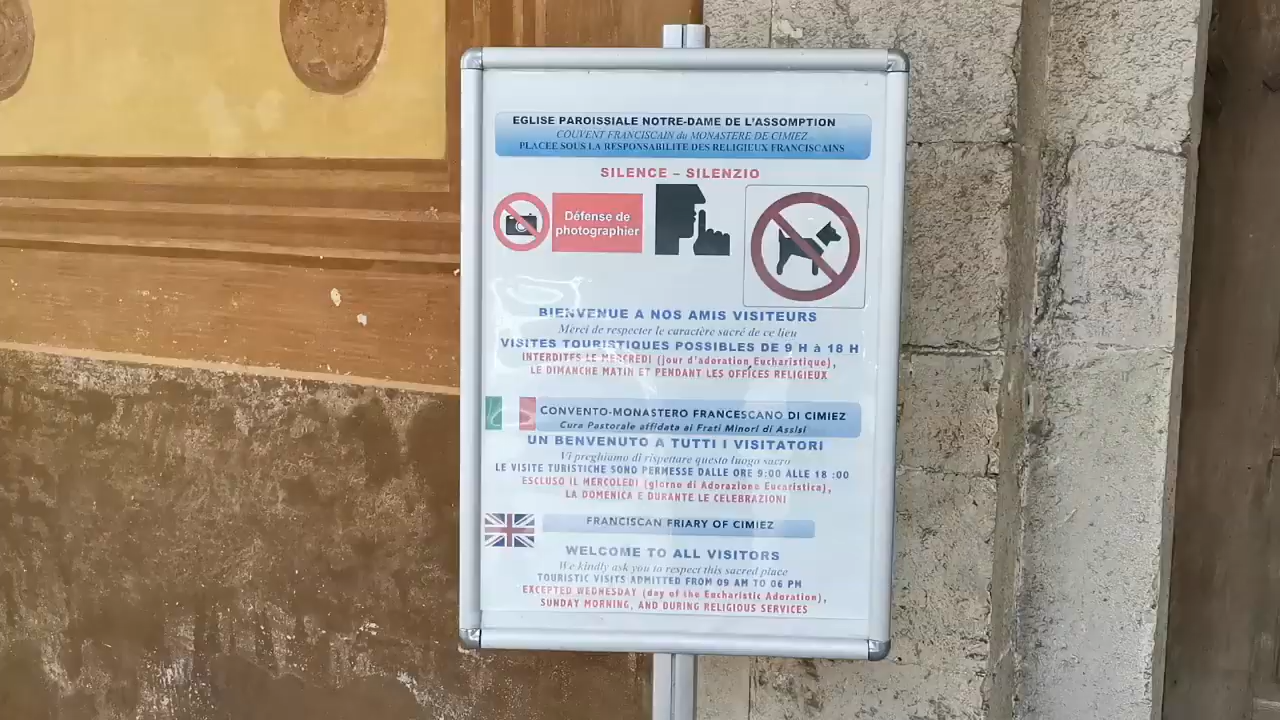 EGLISE PAROISSIALE NOTRE-DAME DE L'ASSOMPTION
COUVENT FRANCISCAIN du MONASTERE DE CIMIEZ
PLACEE SOUS LA RESPONSABILITE DES RELIGIEUX FRANCISCAINS
SILENCE – SILENZIO
Défense de
photographier
BIENVENUE A NOS AMIS VISITEURS
Merci de respecter le caractère sacré de ce lieu
VISITES TOURISTIQUES POSSIBLES DE 9 H à 18 H
INTERDITES LE MERCREDI (jour d'adoration Eucharistique),
LE DIMANCHE MATIN ET PENDANT LES OFFICES RELIGIEUX
CONVENTO-MONASTERO FRANCESCANO DI CIMIEZ
Cura Pastorale affidata ai Frati Minori di Assisi
UN BENVENUTO A TUTTI I VISITATORI
Vi preghiamo di rispettare questo luogo sacro
LE VISITE TURISTICHE SONO PERMESSE DALLE ORE 9:00 ALLE 18 :00
ESCLUSO IL MERCOLEDI (giorno di Adorazione Eucaristica),
LA DOMENICA E DURANTE LE CELEBRAZIONI
FRANCISCAN FRIARY OF CIMIEZ
WELCOME TO ALL VISITORS
We kindly ask you to respect this sacred place
TOURISTIC VISITS ADMITTED FROM 09 AM TO 06 PM
EXCEPTED WEDNESDAY (day of the Eucharistic Adoration),
SUNDAY MORNING, AND DURING RELIGIOUS SERVICES